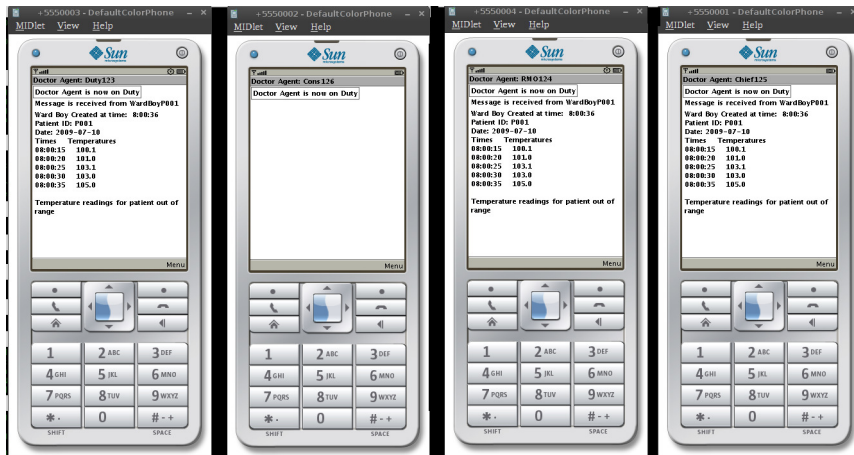 +5550003 - DefaultColorPhone
MIDlet View Help
Sun
microsystems
Doctor Agent: Duty123
Doctor Agent is now on Duty
Message is received from WardBoyP001
Ward Boy Created at time: 8:00:36
Patient ID: P001
Date: 2009-07-10
Times Temperatures
08:00:15 100.1
08:00:20 101.0
08:00:25 103.1
08:00:30 103.0
08:00:35 105.0
Temperature readings for patient out of
range
Menu
1 2 ABC 3 DEF
4 GHI 5 JKL 6 MNO
7 PQRS 8 TUV 9 WXYZ
* . 0 # - +
SHIFT SPACE
+5550002 - DefaultColorPhone
MIDlet View Help
Sun
microsystems
Doctor Agent: Cons126
Doctor Agent is now on Duty
Menu
1 2 ABC 3 DEF
4 GHI 5 JKL 6 MNO
7 PQRS 8 TUV 9 WXYZ
* . 0 # - +
SHIFT SPACE
+5550004 - DefaultColorPhone
MIDlet View Help
Sun
microsystems
Doctor Agent: RMO124
Doctor Agent is now on Duty
Message is received from WardBoyP001
Ward Boy Created at time: 8:00:36
Patient ID: P001
Date: 2009-07-10
Times Temperatures
08:00:15 100.1
08:00:20 101.0
08:00:25 103.1
08:00:30 103.0
08:00:35 105.0
Temperature readings for patient out of
range
Menu
1 2 ABC 3 DEF
4 GHI 5 JKL 6 MNO
7 PQRS 8 TUV 9 WXYZ
* . 0 # - +
SHIFT SPACE
+5550001 - DefaultColorPhone
MIDlet View Help
Sun
microsystems
Doctor Agent: Chief125
Doctor Agent is now on Duty
Message is received from WardBoyP001
Ward Boy Created at time: 8:00:36
Patient ID: P001
Date: 2009-07-10
Times Temperatures
08:00:15 100.1
08:00:20 101.0
08:00:25 103.1
08:00:30 103.0
08:00:35 105.0
Temperature readings for patient out of
range
Menu
1 2 ABC 3 DEF
4 GHI 5 JKL 6 MNO
7 PQRS 8 TUV 9 WXYZ
* . 0 # - +
SHIFT SPACE